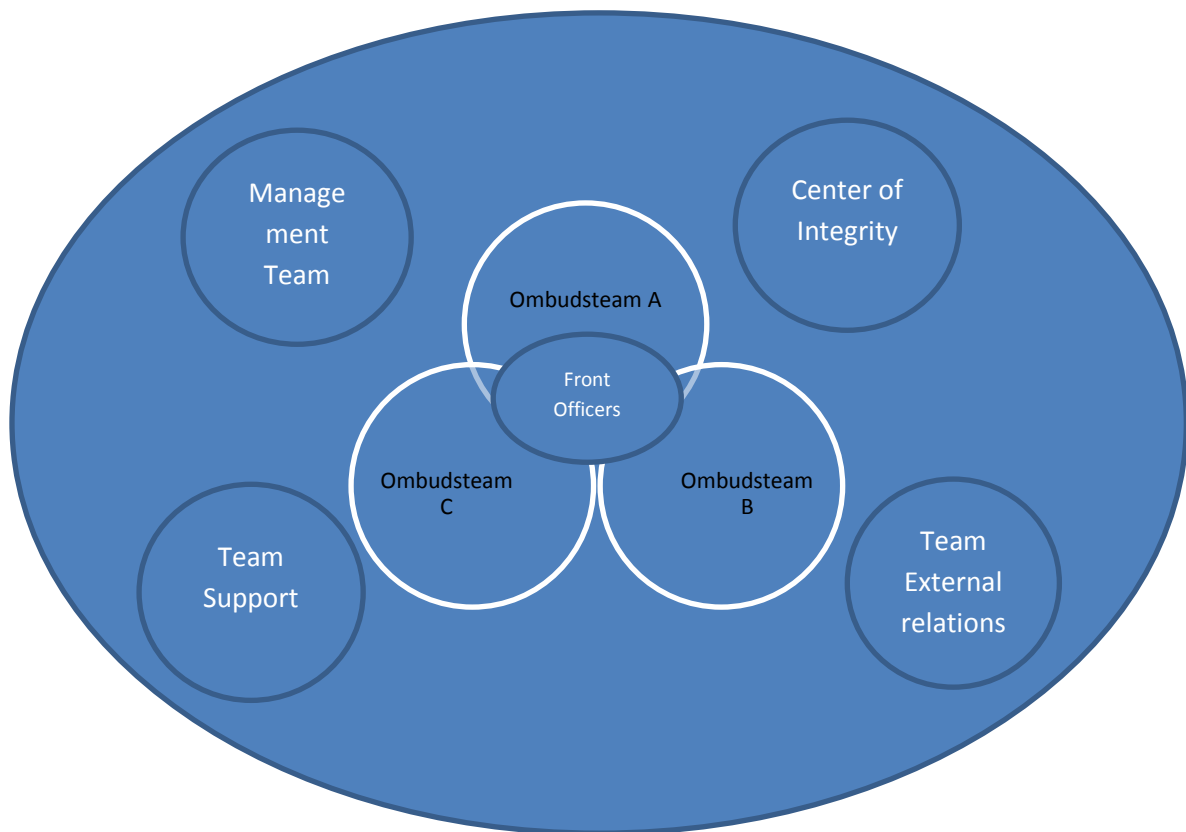 Manage
ment
Team
Center of
Integrity
Ombudsteam A
Front
Officers
Ombudsteam
C
Ombudsteam
B
Team
Support
Team
External
relations